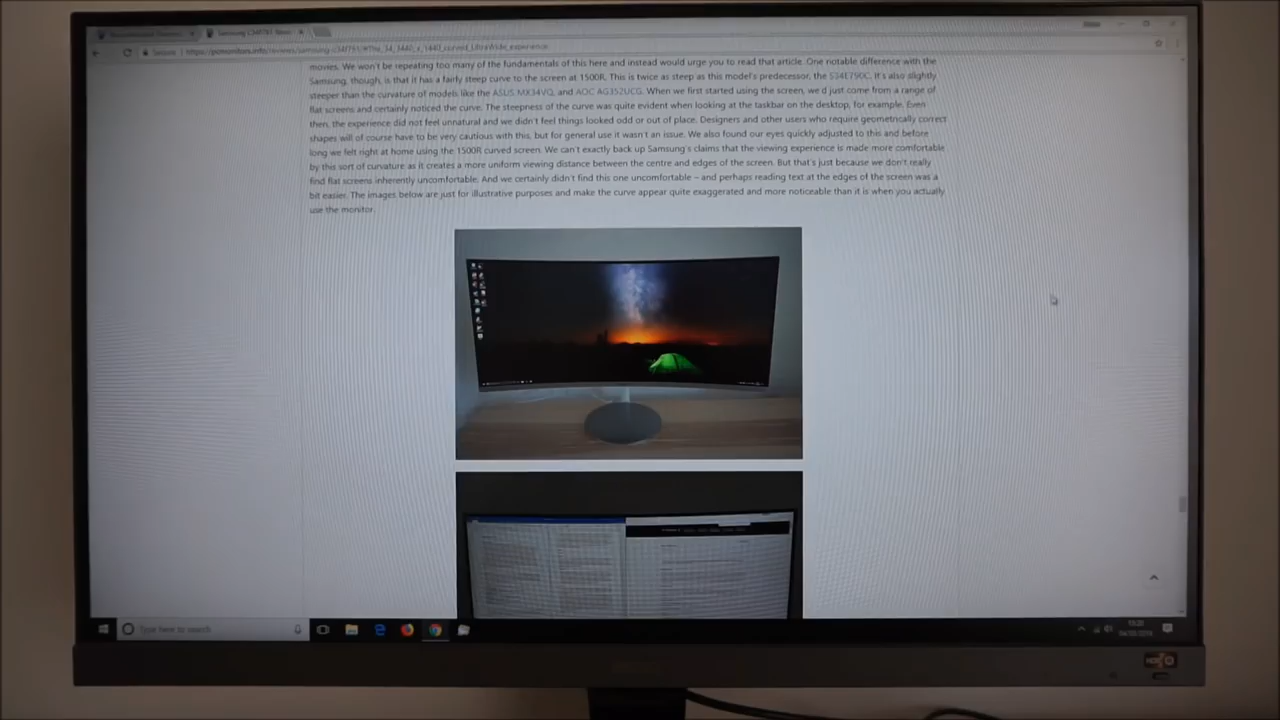 Samsung C34F791
Secure
movies. We won't be repeating too many of the fundamentals of this here and instead would urge you to read that article. One notable difference with the
Samsung, though, is that it has a fairly steep curve to the screen at 1500R. This is twice as steep as this model's predecessor, the S34E790C. It's also slightly
steeper than the curvature of models like the ASUS MX34VQ, and AOC AG352UCG. When we first started using the screen, we'd just come from a range of
flat screens and certainly noticed the curve. The steepness of the curve was quite evident when looking at the taskbar on the desktop, for example. Even
then, the experience did not feel unnatural and we didn't feel things looked odd or out of place. Designers and other users who require geometrically correct
shapes will of course have to be very cautious with this, but for general use it wasn't an issue. We also found our eyes quickly adjusted to this and before
long we felt right at home using the 1500R curved screen. We can't exactly back up Samsung's claims that the viewing experience is made more comfortable
by this sort of curvature as it creates a more uniform viewing distance between the centre and edges of the screen. But that's just because we don't really
find flat screens inherently uncomfortable. And we certainly didn't find this one uncomfortable – and perhaps reading text at the edges of the screen was a
bit easier. The images below are just for illustrative purposes and make the curve appear quite exaggerated and more noticeable than it is when you actually
use the monitor.
Type here to search